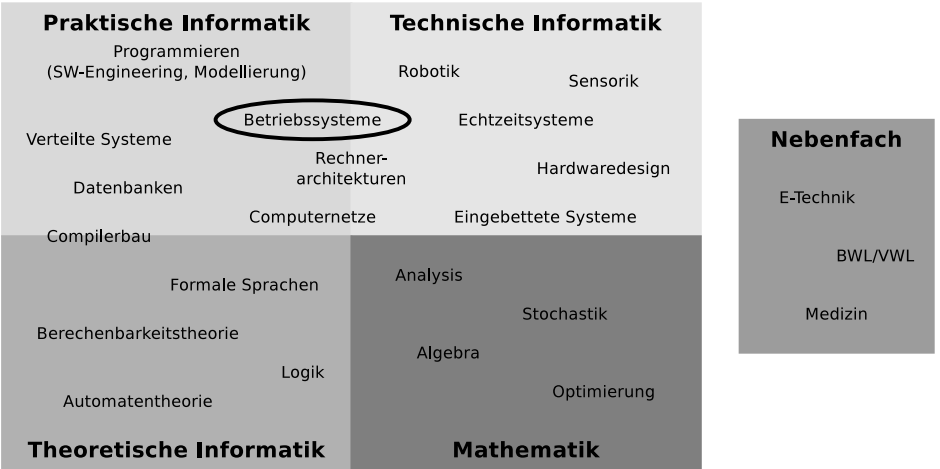 Praktische Informatik
Technische Informatik
Programmieren
(SW-Engineering, Modellierung)
Robotik
Sensorik
Betriebssysteme
Echtzeitsysteme
Verteilte Systeme
Rechner-
architekturen
Hardwaredesign
Datenbanken
Computernetze
Eingebettete Systeme
Compilerbau
Formale Sprachen
Berechenbarkeitstheorie
Logik
Automatentheorie
Theoretische Informatik
Analysis
Stochastik
Algebra
Optimierung
Mathematik
Nebenfach
E-Technik
BWL/VWL
Medizin